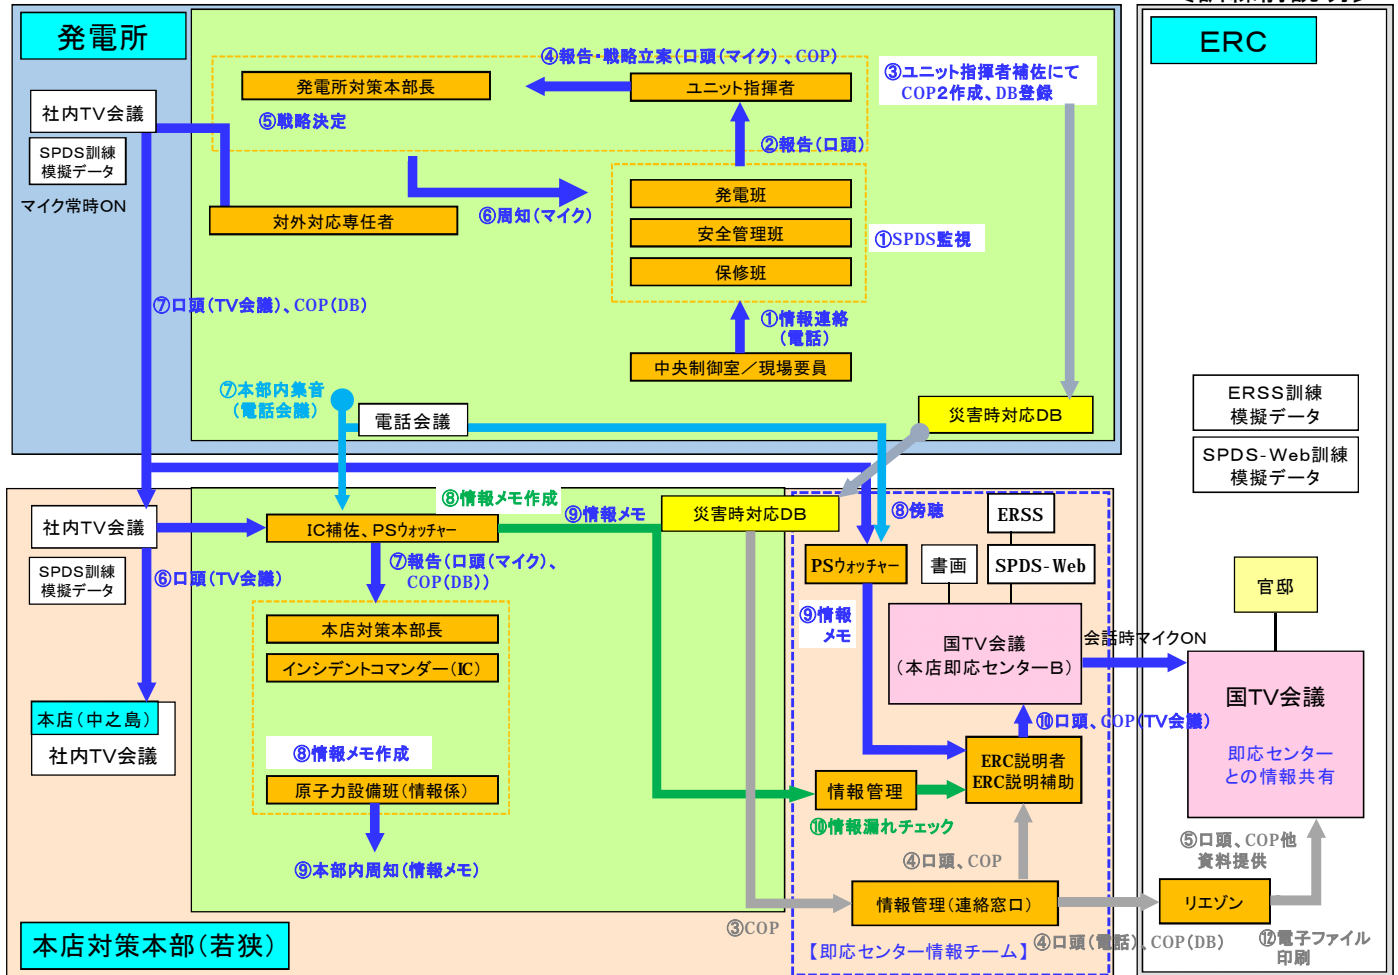 発電所
ERC
④報告・戦略立案(口頭(マイク)、COP)
③ユニット指揮者補佐にて
COP2作成、DB登録
発電所対策本部長
ユニット指揮者
社内TV会議
⑤戦略決定
②報告(口頭)
SPDS訓練
模擬データ
発電班
マイク常時ON
対外対応専任者
⑥周知(マイク)
安全管理班
①SPDS監視
保修班
⑦口頭(TV会議)、COP(DB)
①情報連絡
(電話)
中央制御室／現場要員
⑦本部内集音
(電話会議)
電話会議
災害時対応DB
ERSS訓練
模擬データ
SPDS-Web訓練
模擬データ
⑧情報メモ作成
⑨情報メモ
災害時対応DB
⑧傍聴
ERSS
社内TV会議
IC補佐、PSウォッチャー
PSウォッチャー
書画
SPDS-Web
SPDS訓練
模擬データ
⑥口頭(TV会議)
⑦報告(口頭(マイク)、
COP(DB))
官邸
⑨情報
メモ
本店対策本部長
インシデントコマンダー(IC)
国TV会議
(本店即応センターB)
会話時マイクON
国TV会議
本店(中之島)
社内TV会議
⑩口頭、COP(TV会議)
⑧情報メモ作成
即応センター
との情報共有
原子力設備班(情報係)
情報管理
ERC説明者
ERC説明補助
⑩情報漏れチェック
⑤口頭、COP他
資料提供
④口頭、COP
⑨本部内周知(情報メモ)
③COP
情報管理(連絡窓口)
リエゾン
本店対策本部(若狭)
【即応センター情報チーム】
④口頭(電話)、COP(DB)
⑫電子ファイル
印刷